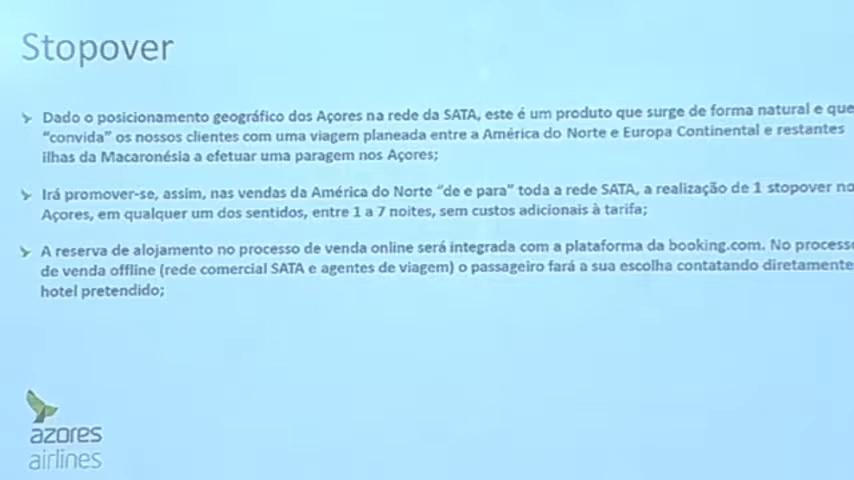 Stopover
Dado o posicionamento geográfico dos Açores na rede da SATA, este é um produto que surge de forma natural e que
“convida” os nossos clientes com uma viagem planeada entre a América do Norte e Europa Continental e restantes
ilhas da Macaronésia a efetuar uma paragem nos Açores;
Irá promover-se, assim, nas vendas da América do Norte “de e para” toda a rede SATA, a realização de 1 stopover no
Açores, em qualquer um dos sentidos, entre 1 a 7 noites, sem custos adicionais à tarifa;
A reserva de alojamento no processo de venda online será integrada com a plataforma da booking.com. No processo
de venda offline (rede comercial SATA e agentes de viagem) o passageiro fará a sua escolha contatando diretamente
hotel pretendido;
azores
airlines